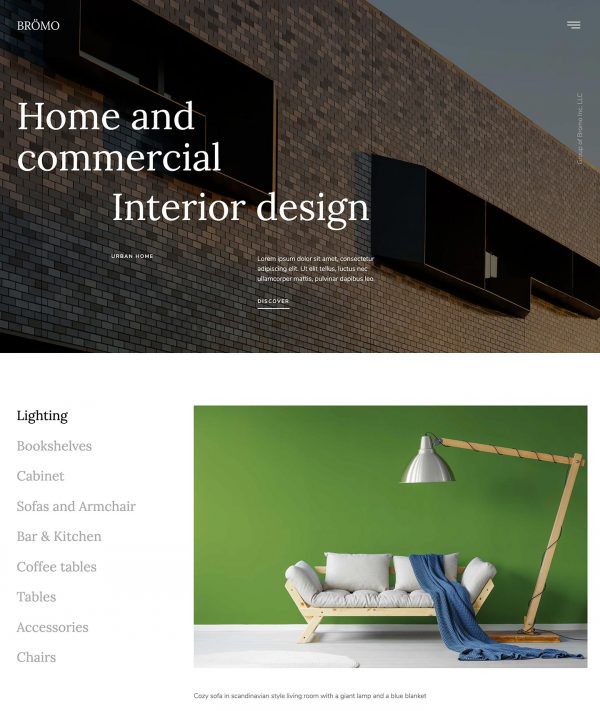 BRÖMO
Group of Bromo Inc. LLC
Home and
commercial
Interior design
URBAN HOME
Lorem ipsum dolor sit amet, consectetur
adipiscing elit. Ut elit tellus, luctus nec
ullamcorper mattis, pulvinar dapibus leo.
DISCOVER
Lighting
Bookshelves
Cabinet
Sofas and Armchair
Bar & Kitchen
Coffee tables
Tables
Accessories
Chairs
Cozy sofa in scandinavian style living room with a giant lamp and a blue blanket